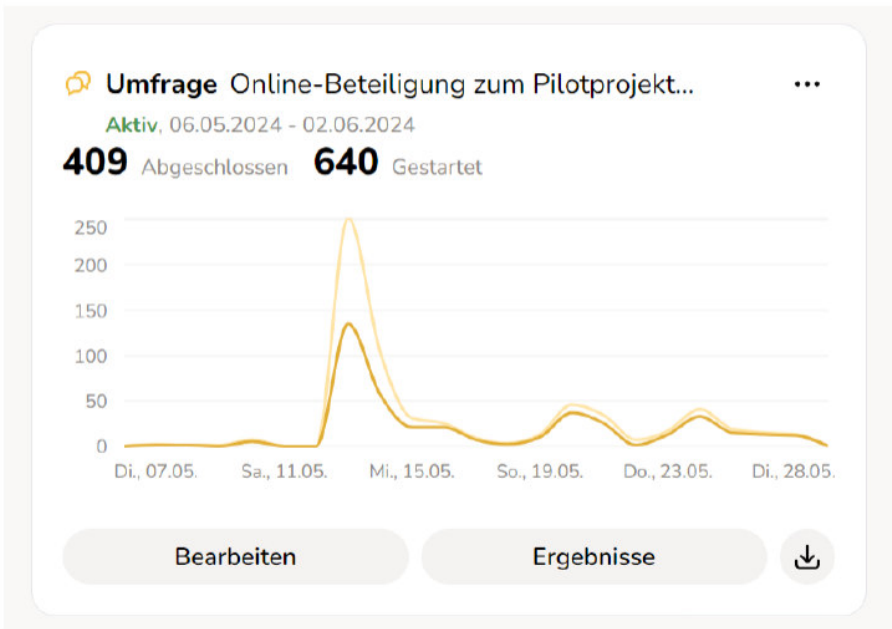 Umfrage Online-Beteiligung zum Pilotprojekt...
Aktiv, 06.05.2024 - 02.06.2024
409 Abgeschlossen 640 Gestartet
250
200
150
100
50
0
Di., 07.05. Sa., 11.05. Mi., 15.05. So., 19.05. Do., 23.05. Di., 28.05.
Bearbeiten Ergebnisse